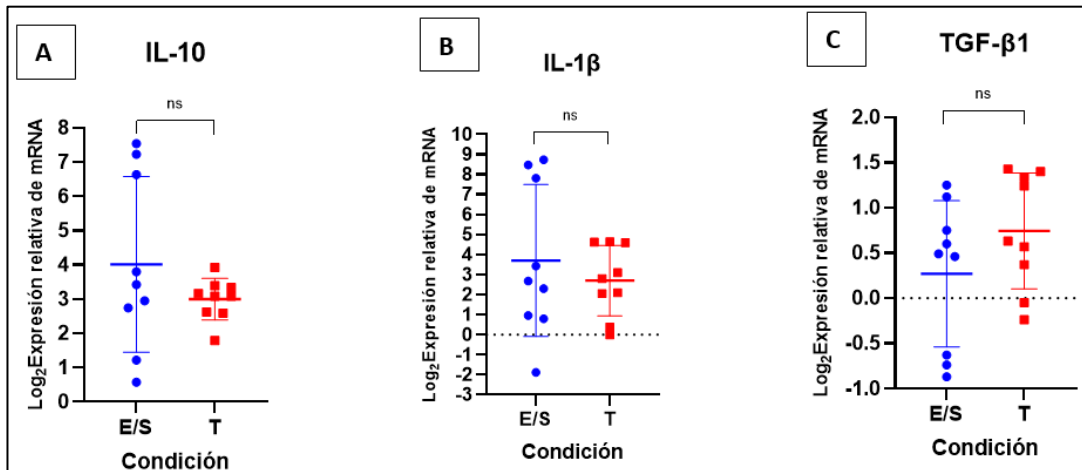 A
IL-10
ns
Log₂Expresión relativa de mRNA
8
7
6
5
4
3
2
1
0
E/S T
Condición
B
IL-1β
ns
Log₂Expresión relativa de mRNA
10
9
8
7
6
5
4
3
2
1
0
-1
-2
-3
E/S T
Condición
C
TGF-β1
ns
Log₂Expresión relativa de mRNA
2.0
1.5
1.0
0.5
0.0
-0.5
-1.0
E/S T
Condición